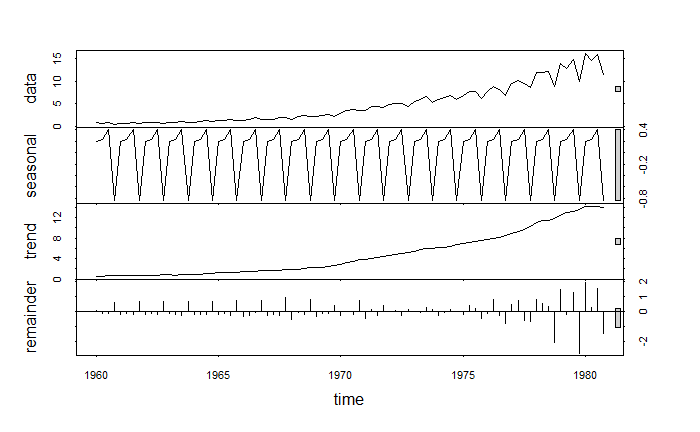 data
0 5 10 15
seasonal
-0.8 -0.2 0.4
trend
0 4 8 12
remainder
-2 0 1 2
1960 1965 1970 1975 1980
time